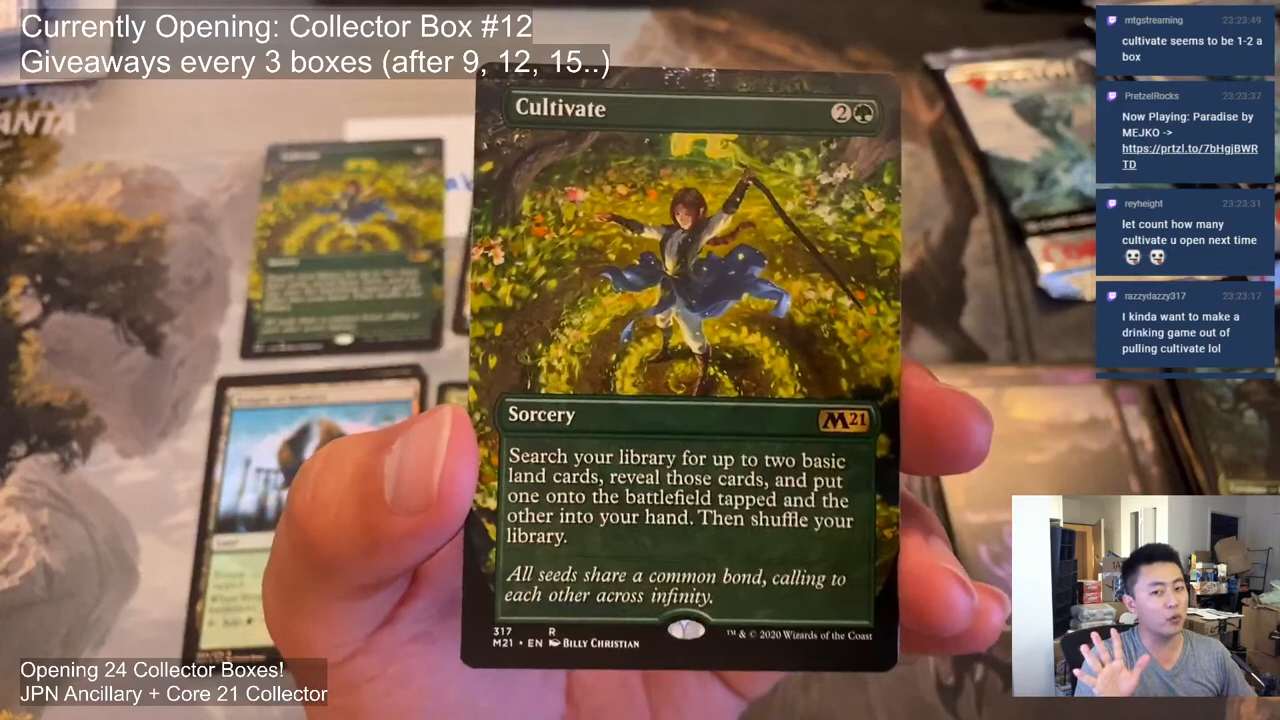 Currently Opening: Collector Box #12
Giveaways every 3 boxes (after 9, 12, 15..)
ANTA
Cultivate
2
Sorcery
M21
Search your library for up to two basic
land cards, reveal those cards, and put
one onto the battlefield tapped and the
other into your hand. Then shuffle your
library.
All seeds share a common bond, calling to
each other across infinity.
317 R
M21 • EN BILLY CHRISTIAN
™ & © 2020 Wizards of the Coast
Opening 24 Collector Boxes!
JPN Ancillary + Core 21 Collector
mtgstreaming 23:23:49
cultivate seems to be 1-2 a
box
PretzelRocks 23:23:37
Now Playing: Paradise by
MEJKO ->
https://prtzl.to/7bHgjBWR
TD
reyheight 23:23:31
let count how many
cultivate u open next time
razzydazzy317 23:23:17
I kinda want to make a
drinking game out of
pulling cultivate lol